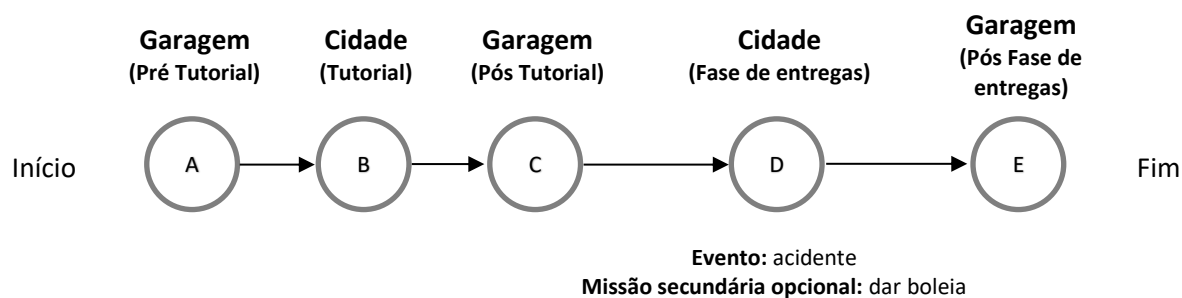 Garagem
(Pré Tutorial)
Cidade
(Tutorial)
Garagem
(Pós Tutorial)
Cidade
(Fase de entregas)
Garagem
(Pós Fase de
entregas)
Início
A
B
C
D
E
Fim
Evento: acidente
Missão secundária opcional: dar boleia